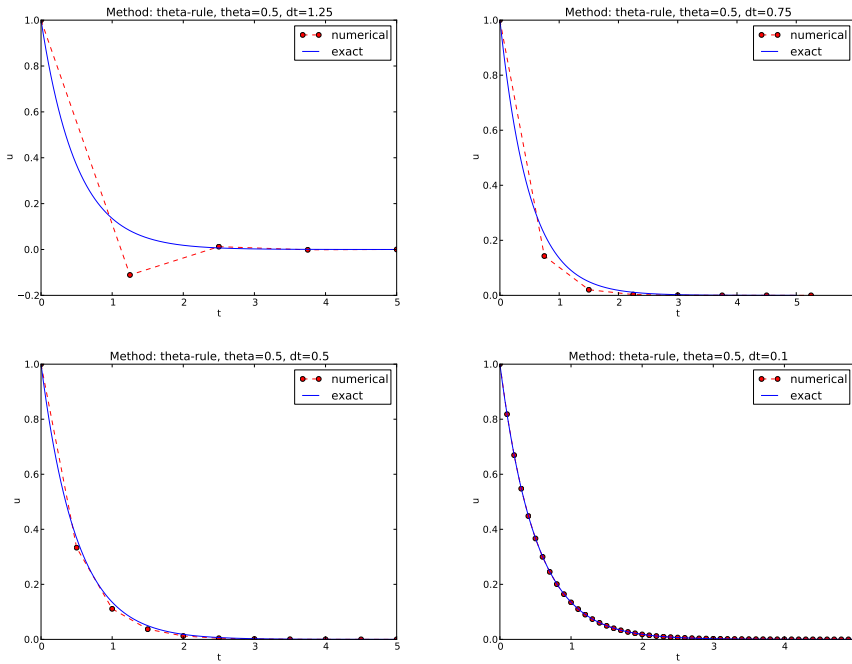 Method: theta-rule, theta=0.5, dt=1.25
numerical
exact
1.0
0.8
0.6
0.4
0.2
0.0
−0.2
u
0 1 2 3 4 5
t
Method: theta-rule, theta=0.5, dt=0.75
numerical
exact
1.0
0.8
0.6
0.4
0.2
0.0
u
0 1 2 3 4 5
t
Method: theta-rule, theta=0.5, dt=0.5
numerical
exact
1.0
0.8
0.6
0.4
0.2
0.0
u
0 1 2 3 4 5
t
Method: theta-rule, theta=0.5, dt=0.1
numerical
exact
1.0
0.8
0.6
0.4
0.2
0.0
u
0 1 2 3 4
t